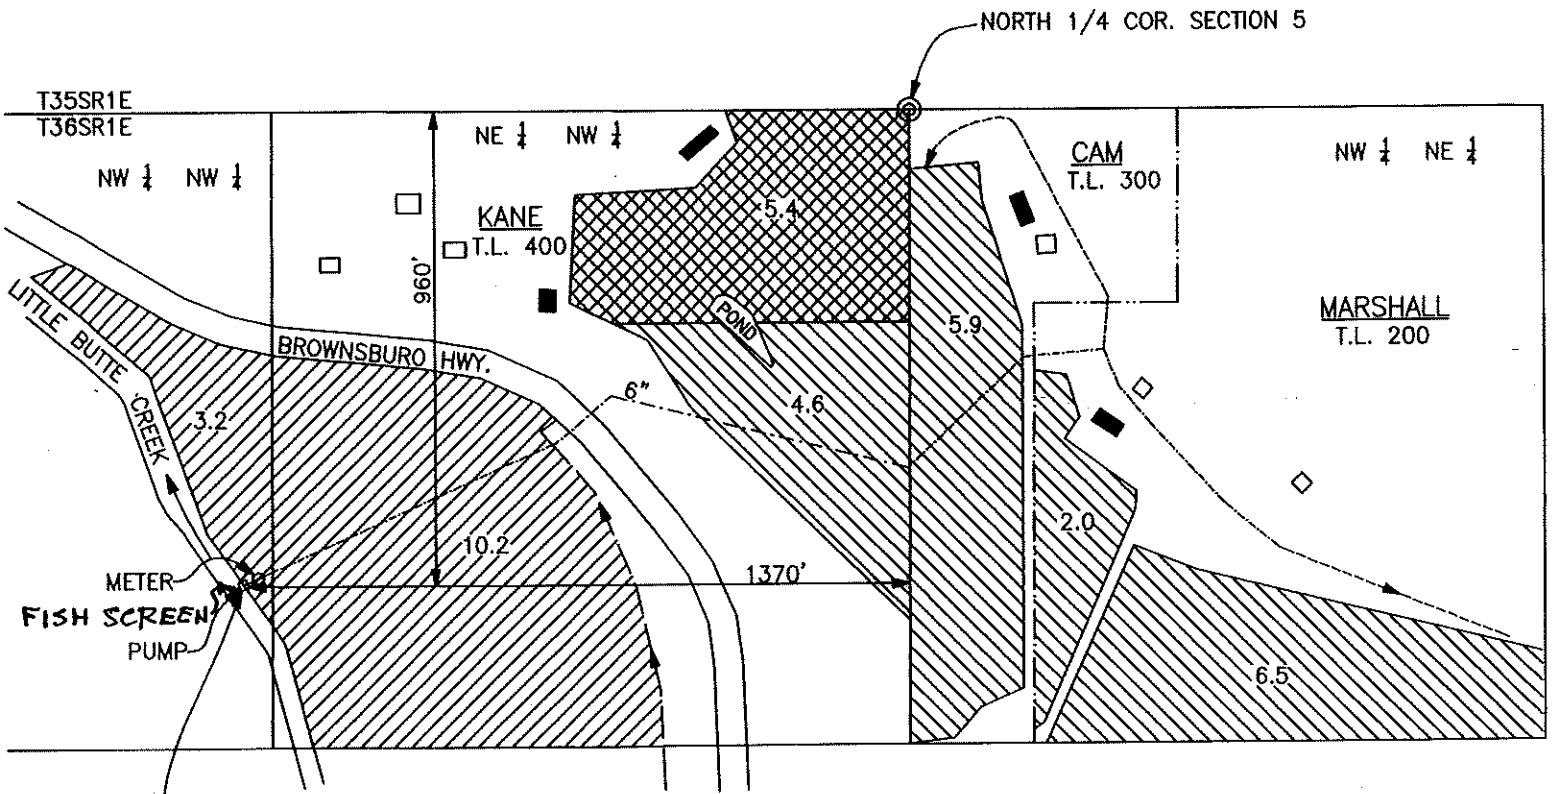 NORTH 1/4 COR. SECTION 5
T35SR1E
T36SR1E
NE 1/4 NW 1/4
NW 1/4 NW 1/4
CAM
T.L. 300
NW 1/4 NE 1/4
KANE
T.L. 400
5.4
960'
POND
5.9
MARSHALL
T.L. 200
LITTLE BUTTE CREEK
BROWNSBURO HWY.
6"
4.6
3.2
10.2
2.0
1370'
METER
FISH SCREEN
PUMP
6.5